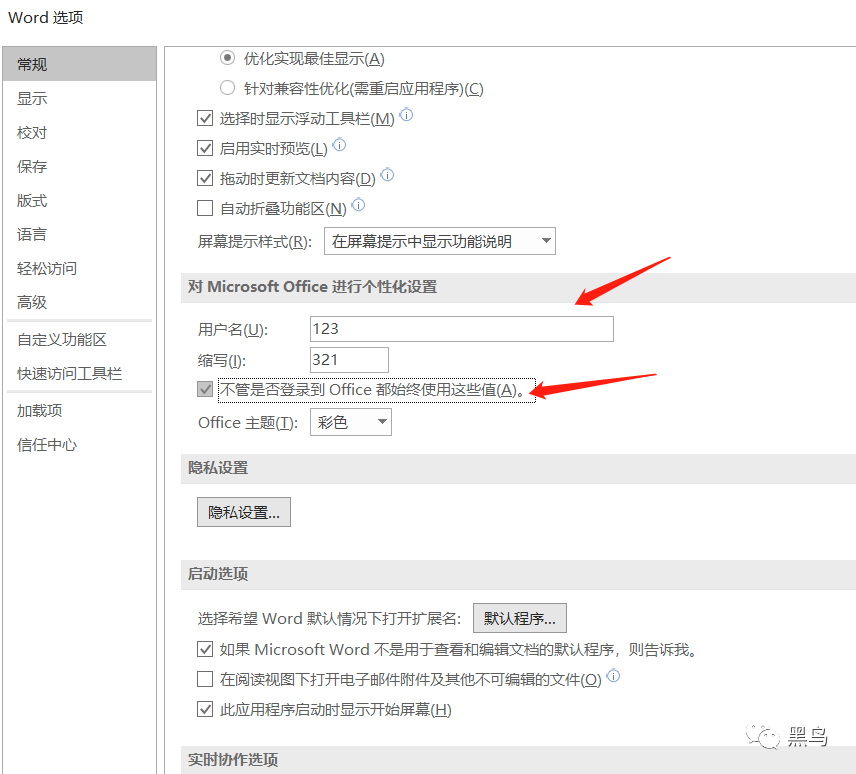 Word 选项
常规
显示
校对
保存
版式
语言
轻松访问
高级
自定义功能区
快速访问工具栏
加载项
信任中心
优化实现最佳显示(A)
针对兼容性优化(需重启应用程序)(C)
选择时显示浮动工具栏(M)
启用实时预览(L)
拖动时更新文档内容(D)
自动折叠功能区(N)
屏幕提示样式(R): 在屏幕提示中显示功能说明
对 Microsoft Office 进行个性化设置
用户名(U): 123
缩写(I): 321
不管是否登录到 Office 都始终使用这些值(A)。
Office 主题(T): 彩色
隐私设置
隐私设置...
启动选项
选择希望 Word 默认情况下打开扩展名: 默认程序...
如果 Microsoft Word 不是用于查看和编辑文档的默认程序，则告诉我。
在阅读视图下打开电子邮件附件及其他不可编辑的文件(O)
此应用程序启动时显示开始屏幕(H)
实时协作选项
黑鸟